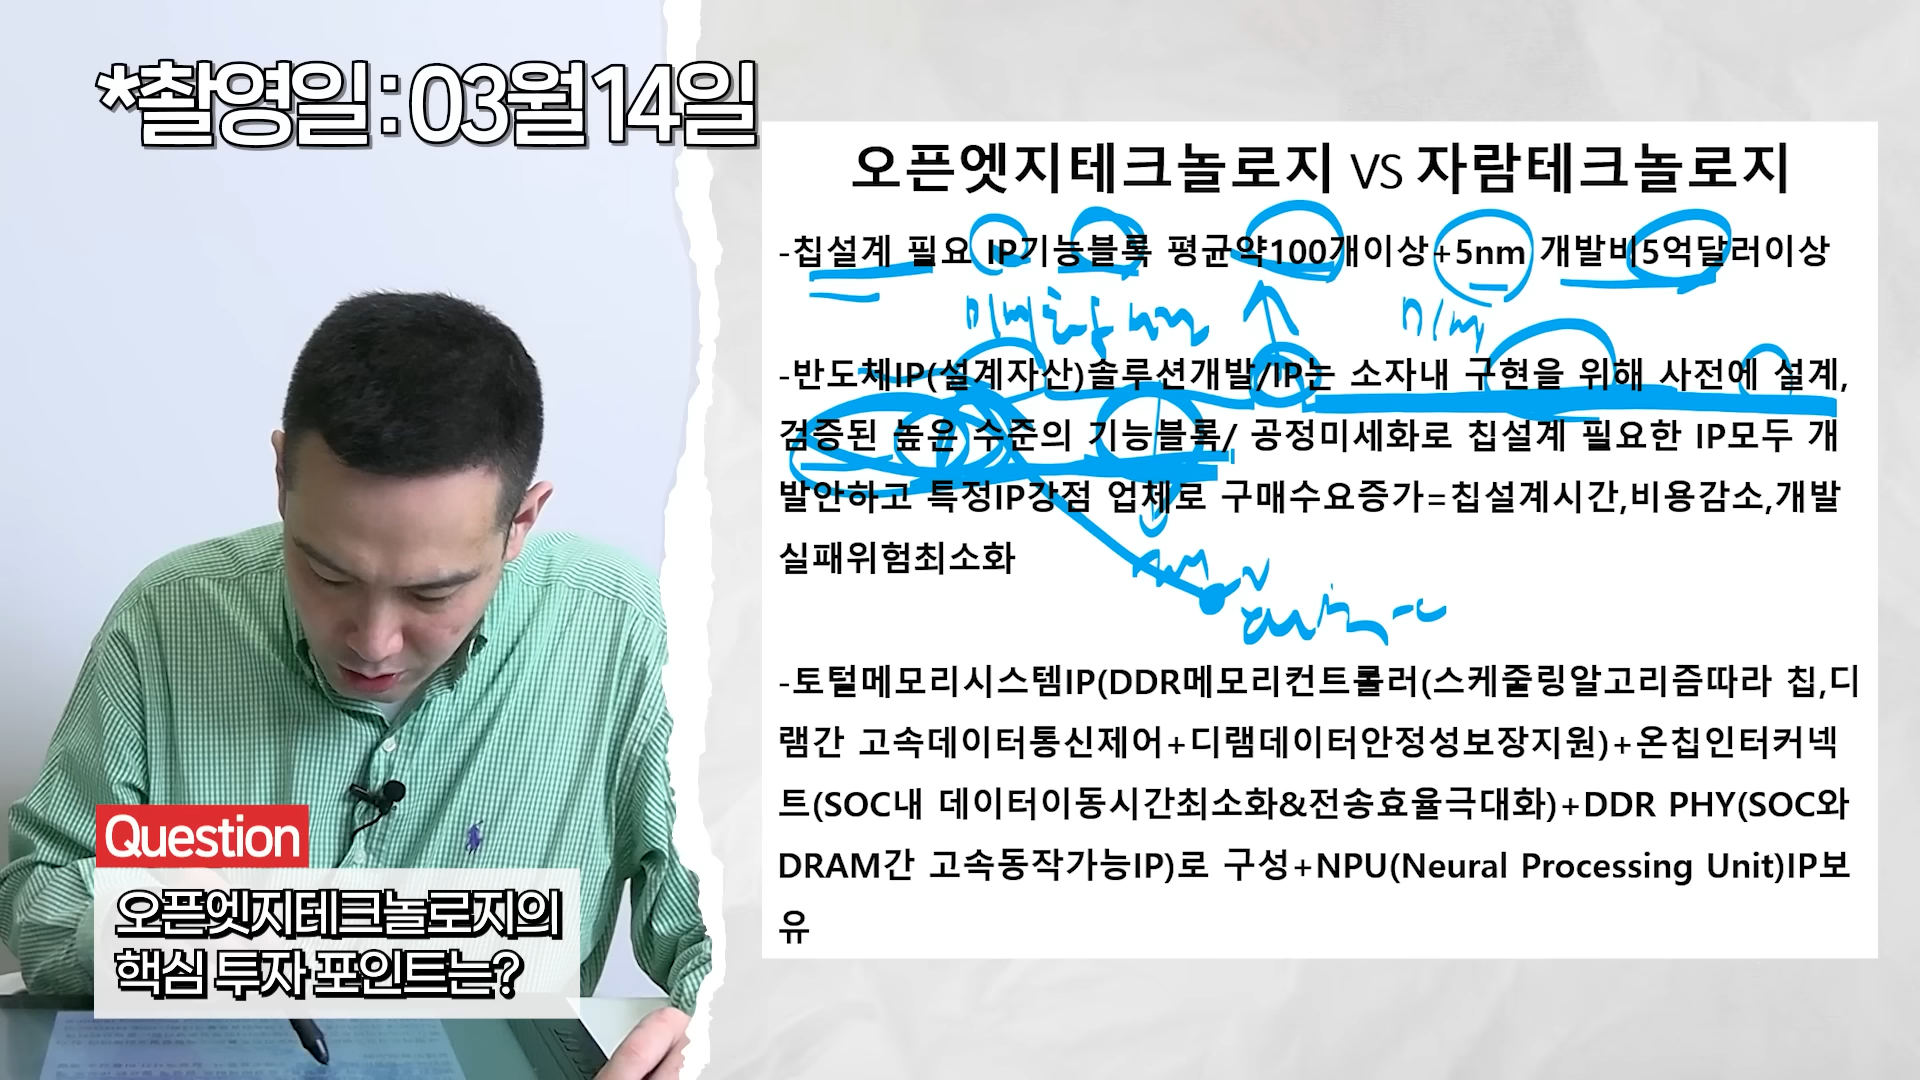 *촬영일:03월14일
오픈엣지테크놀로지 VS 자람테크놀로지
-칩설계 필요 IP기능블록 평균약100개이상+5nm 개발비5억달러이상
-반도체IP(설계자산)솔루션개발/IP는 소자내 구현을 위해 사전에 설계,
검증된 높은 수준의 기능블록/ 공정미세화로 칩설계 필요한 IP모두 개
발안하고 특정IP강점 업체로 구매수요증가=칩설계시간,비용감소,개발
실패위험최소화
-토털메모리시스템IP(DDR메모리컨트롤러(스케줄링알고리즘따라 칩,디
램간 고속데이터통신제어+디램데이터안정성보장지원)+온칩인터커넥
트(SOC내 데이터이동시간최소화&전송효율극대화)+DDR PHY(SOC와
DRAM간 고속동작가능IP)로 구성+NPU(Neural Processing Unit)IP보
유
Question
오픈엣지테크놀로지의
핵심 투자 포인트는?